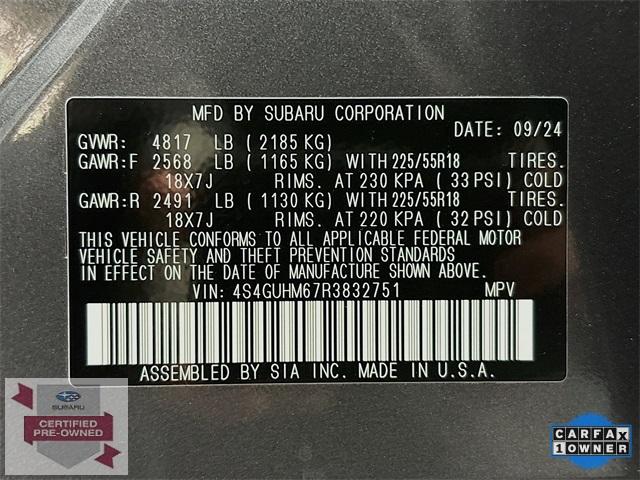 MFD BY SUBARU CORPORATION
DATE: 09/24
GVWR: 4817 LB ( 2185 KG)
GAWR:F 2568 LB ( 1165 KG) WITH 225/55R18 TIRES.
18X7J RIMS. AT 230 KPA ( 33 PSI) COLD
GAWR:R 2491 LB ( 1130 KG) WITH 225/55R18 TIRES.
18X7J RIMS. AT 220 KPA ( 32 PSI) COLD
THIS VEHICLE CONFORMS TO ALL APPLICABLE FEDERAL MOTOR
VEHICLE SAFETY AND THEFT PREVENTION STANDARDS
IN EFFECT ON THE DATE OF MANUFACTURE SHOWN ABOVE.
VIN: 4S4GUHM67R3832751 MPV
ASSEMBLED BY SIA INC. MADE IN U.S.A.
SUBARU
CERTIFIED
PRE-OWNED
CARFAX
1 OWNER